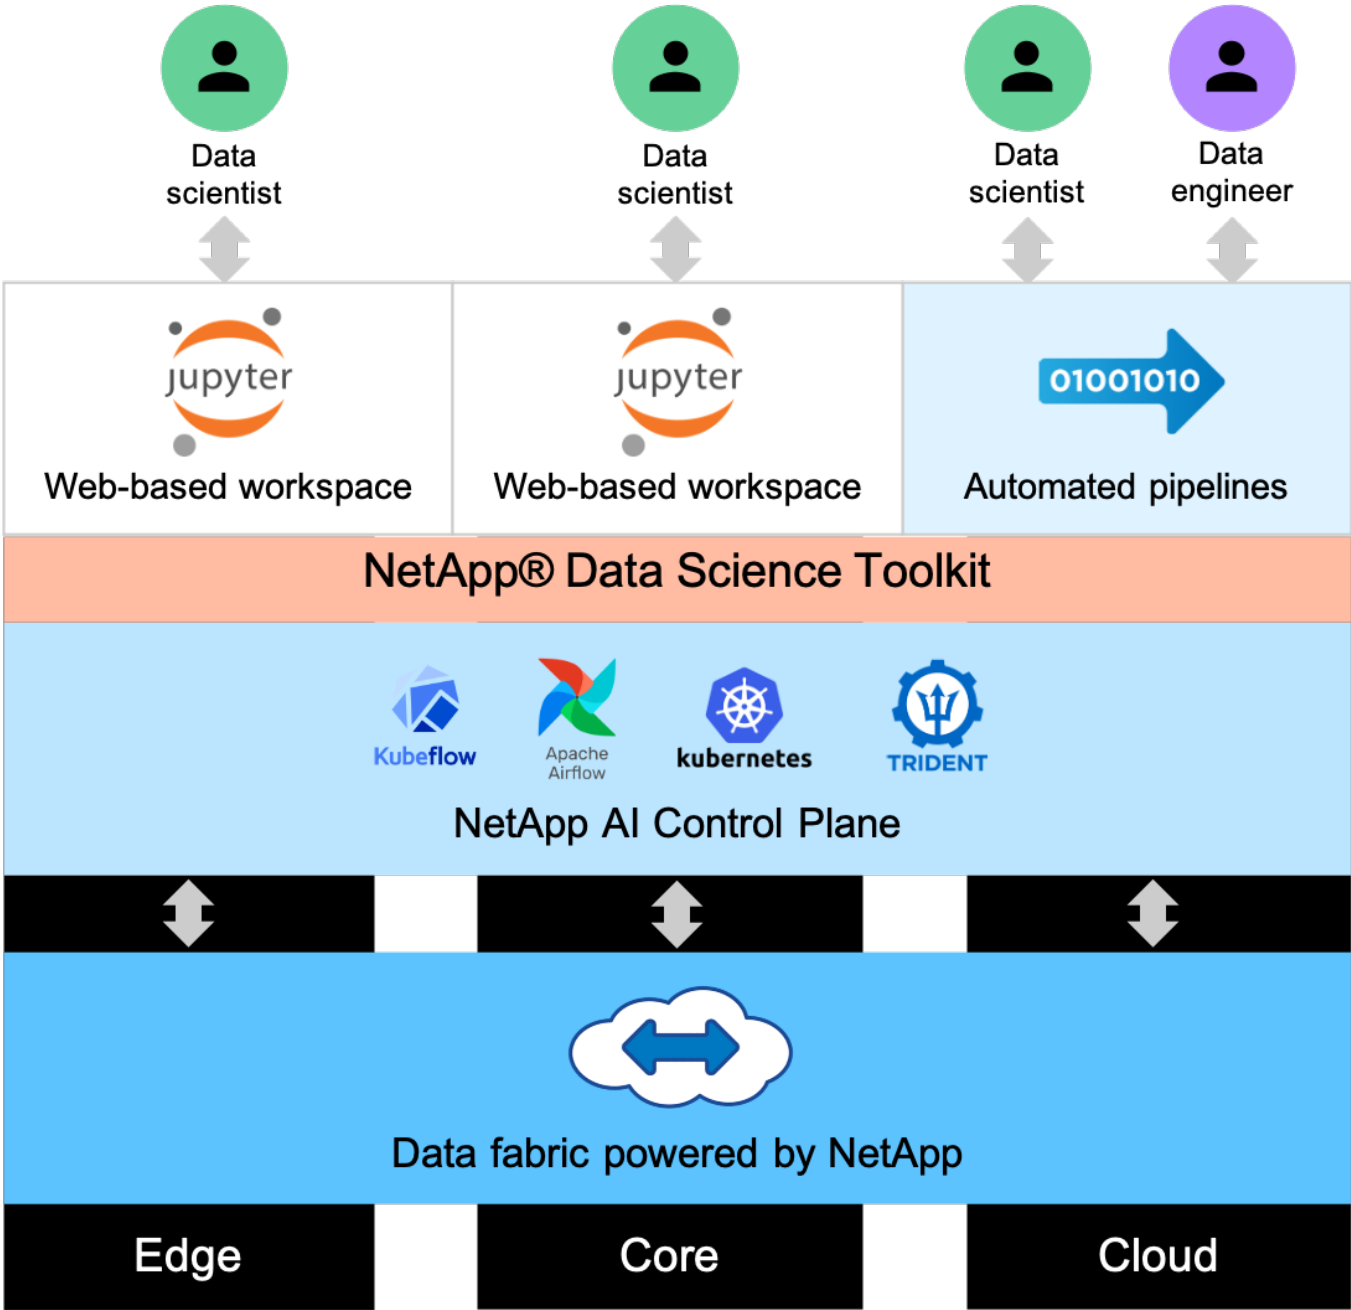 Data
scientist
Data
scientist
Data
scientist
Data
engineer
jupyter
Web-based workspace
jupyter
Web-based workspace
01001010
Automated pipelines
NetApp® Data Science Toolkit
Kubeflow
Apache
Airflow
kubernetes
TRIDENT
NetApp AI Control Plane
Data fabric powered by NetApp
Edge
Core
Cloud